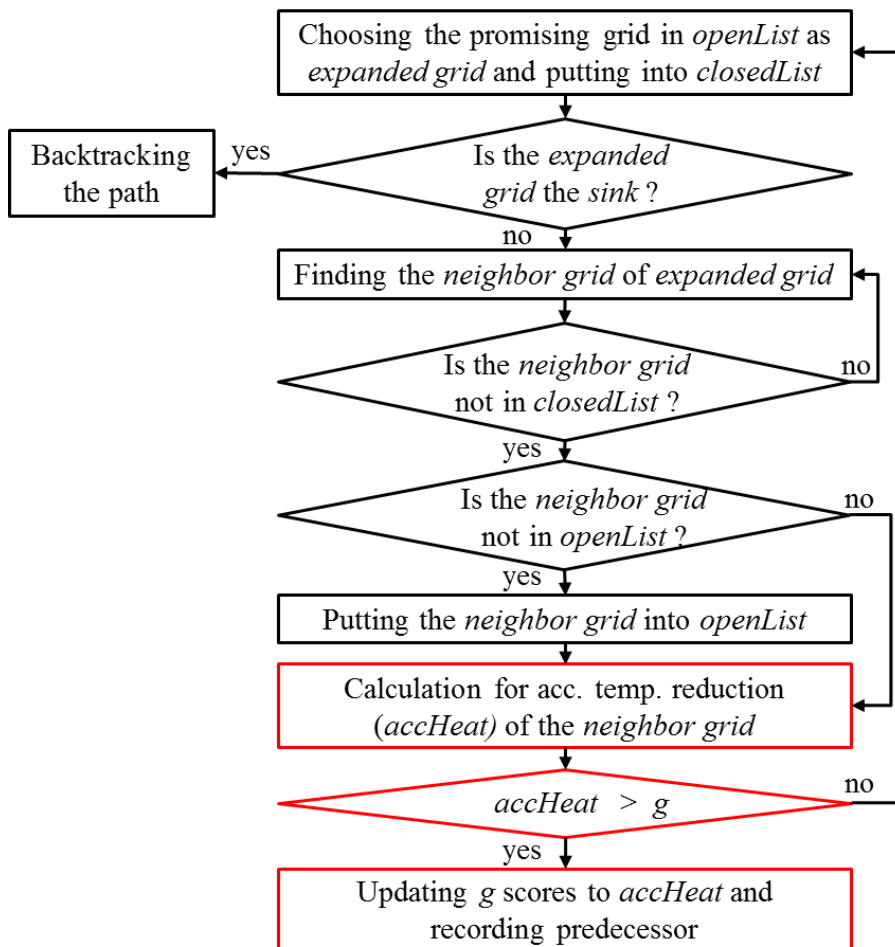 Choosing the promising grid in openList as
expanded grid and putting into closedList
Is the expanded
grid the sink ?
yes
Backtracking
the path
no
Finding the neighbor grid of expanded grid
Is the neighbor grid
not in closedList ?
no
yes
Is the neighbor grid
not in openList ?
no
yes
Putting the neighbor grid into openList
Calculation for acc. temp. reduction
(accHeat) of the neighbor grid
accHeat > g
no
yes
Updating g scores to accHeat and
recording predecessor